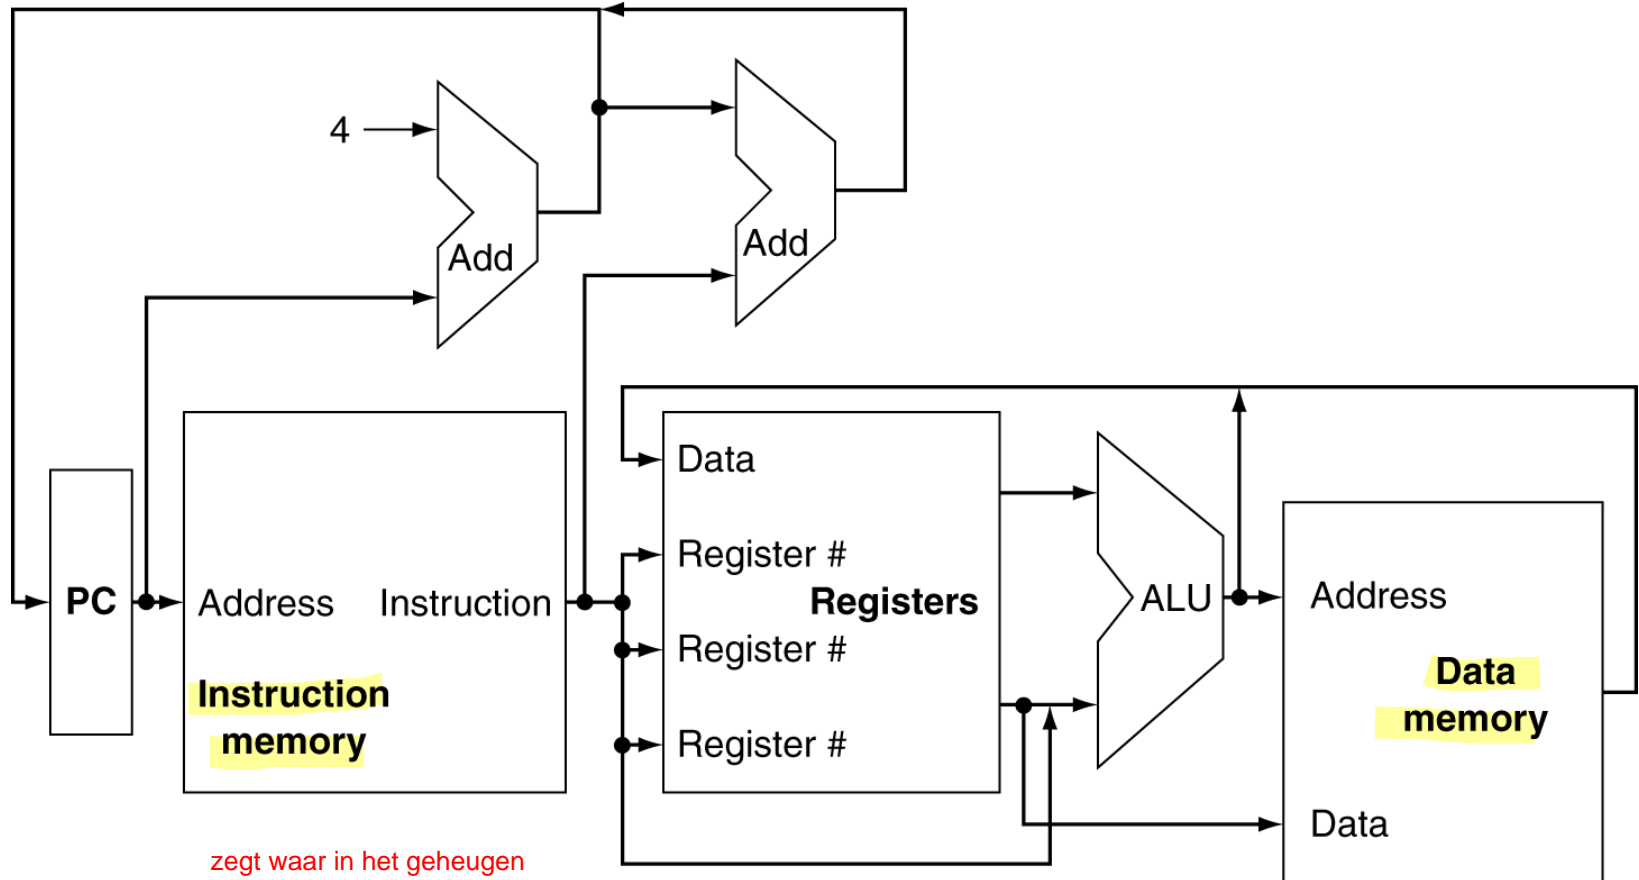 4
Add
Add
Data
Register #
PC
Address
Instruction
Registers
ALU
Address
Register #
Instruction
memory
Data
memory
Register #
Data
zegt waar in het geheugen